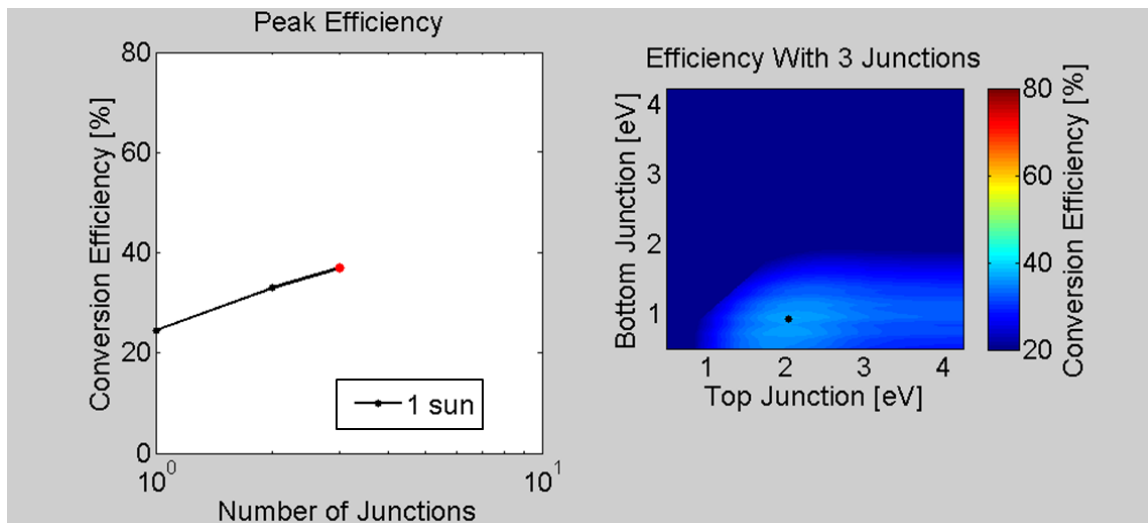 Peak Efficiency
80
60
40
20
0
Conversion Efficiency [%]
1 sun
10^0
10^1
Number of Junctions
Efficiency With 3 Junctions
4
3
2
1
Bottom Junction [eV]
1 2 3 4
Top Junction [eV]
80
60
40
20
Conversion Efficiency [%]